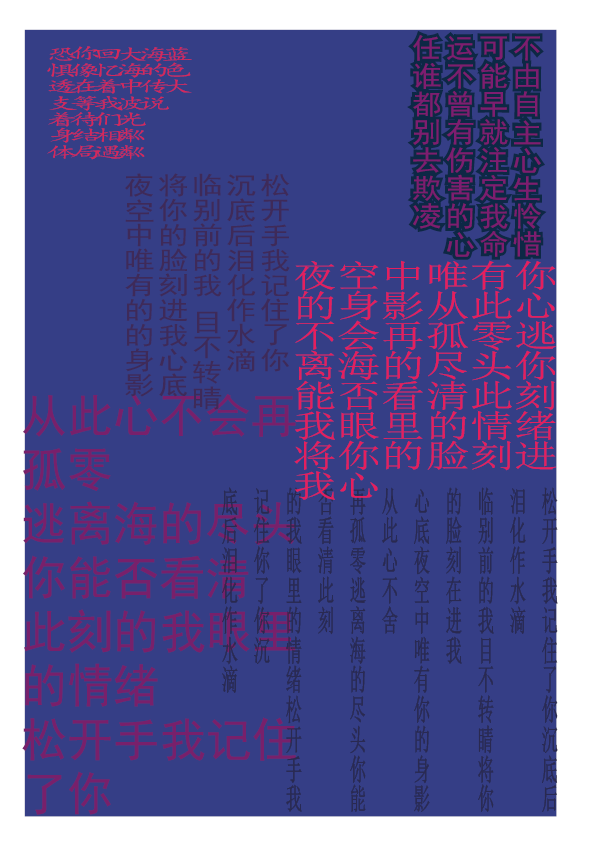 蓝色大
海的传说
大海中波光粼粼
回忆着我们相遇
你像在等待结局
恐惧透支着身体
不由自主心生怜惜
可能早就注定我命
运不曾有伤害的心
任谁都别去欺凌
松开手我记住了你
沉底后泪化作水滴
临别前的我 目不转睛
将你的脸刻进我心底
夜空中唯有的的身影
夜空中唯有你
的身影从此心
不会再孤零逃
离海的尽头你
能否看清此刻
我眼里的情绪
将你的脸刻进
我心
从此心不会再
孤零
逃离海的尽头
你能否看清
此刻的我眼里
的情绪
松开手我记住
了你
松开手我记住了你沉底后
泪化作水滴
临别前的我目不转睛将你
的脸刻在进我
心底夜空中唯有你的身影
从此心不舍
再孤零逃离海的尽头你能
否看清此刻
的我眼里的情绪松开手我
记住你了你沉
底后泪化作水滴